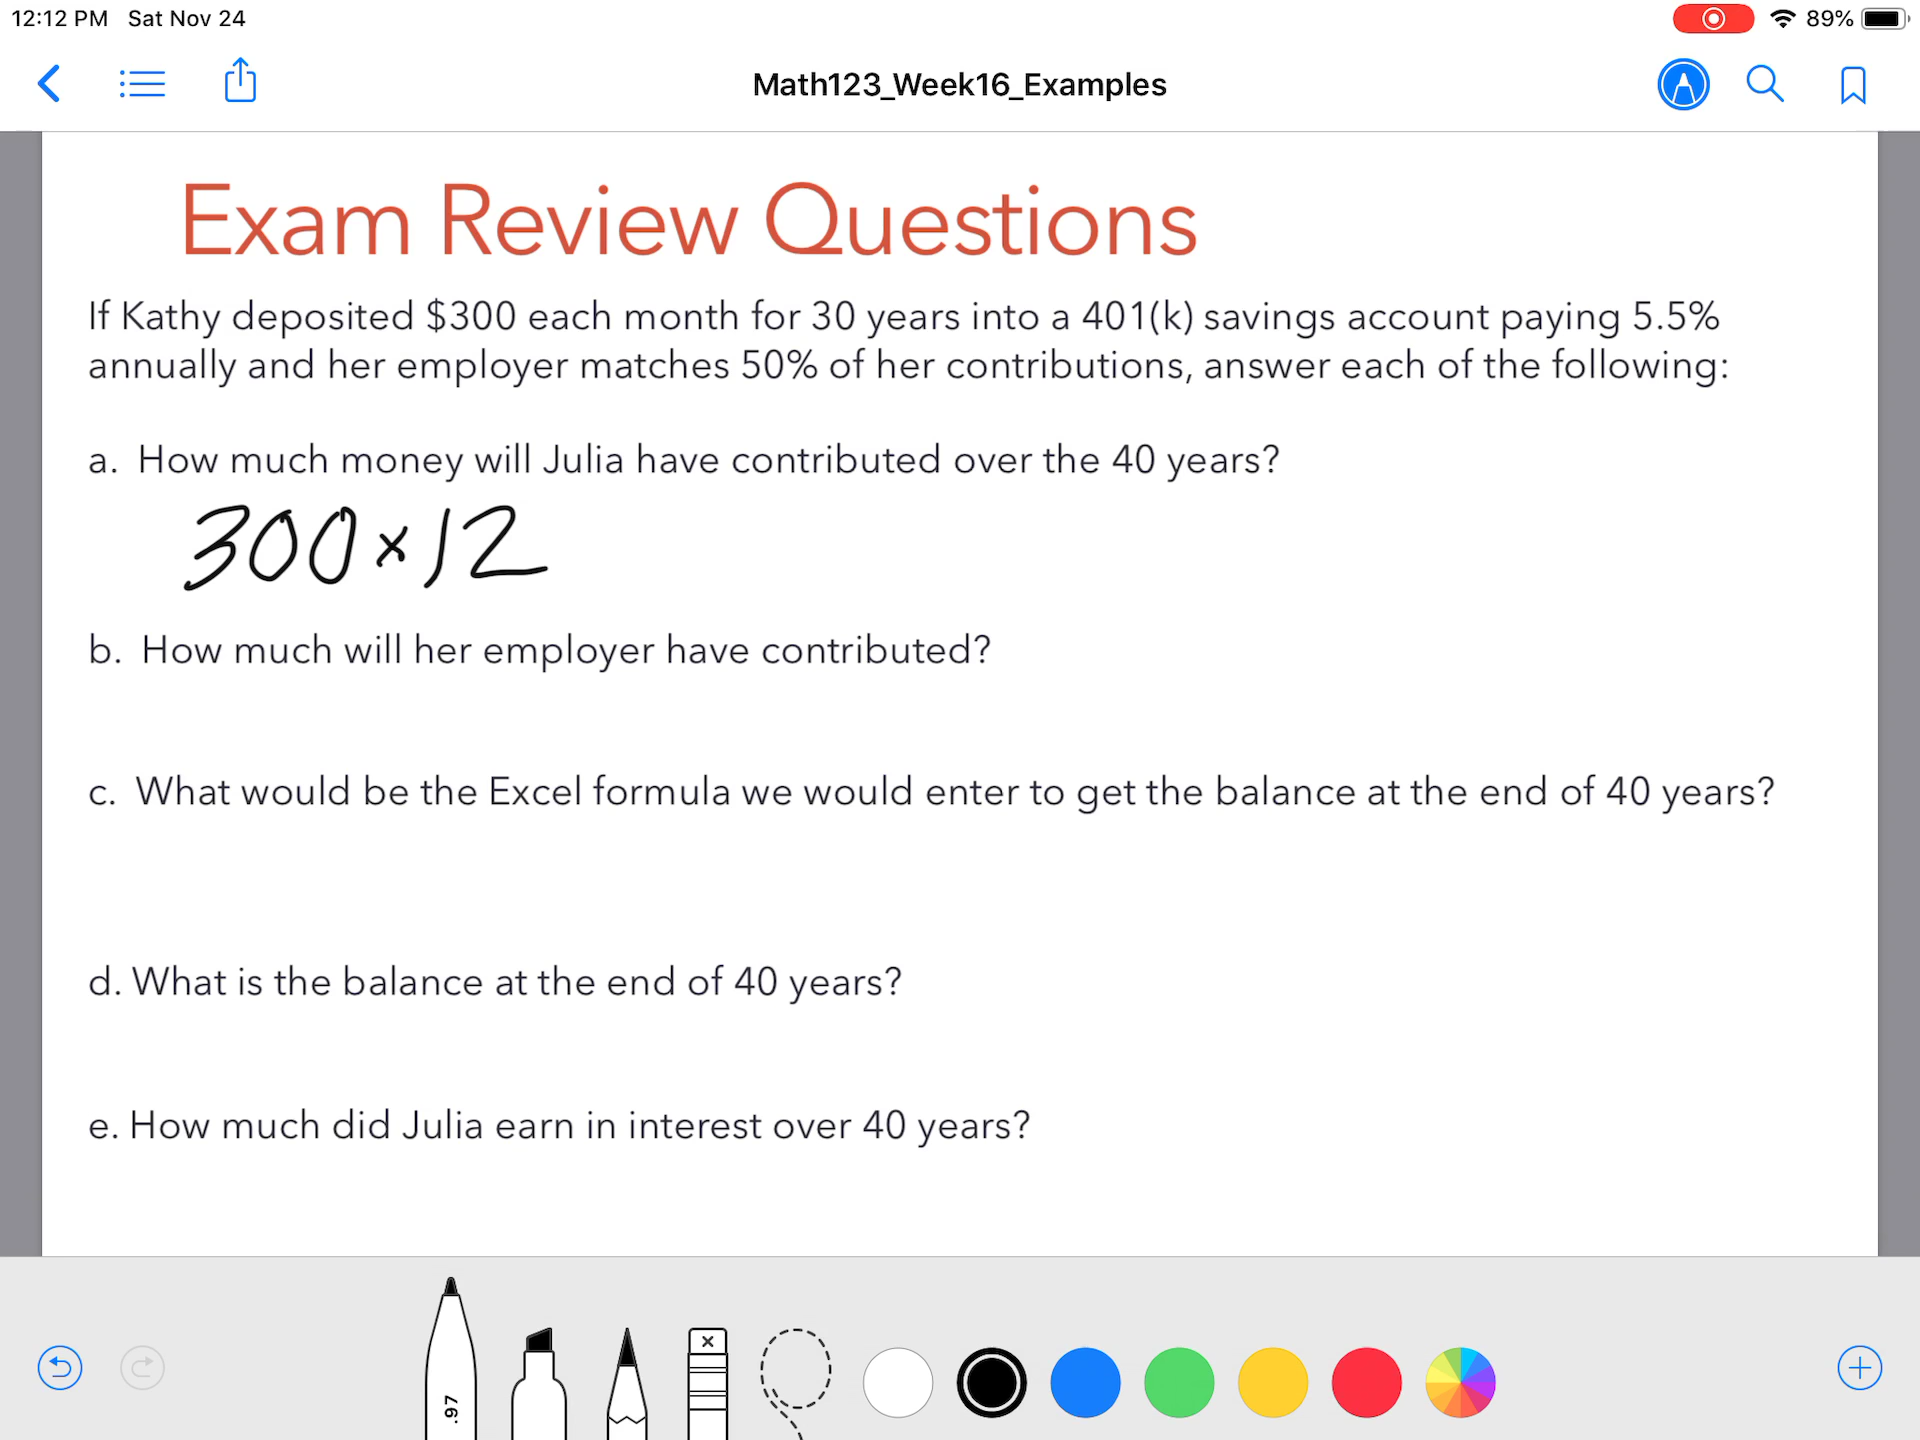 12:12 PM Sat Nov 24 89%
Math123_Week16_Examples
Exam Review Questions
If Kathy deposited $300 each month for 30 years into a 401(k) savings account paying 5.5%
annually and her employer matches 50% of her contributions, answer each of the following:
a. How much money will Julia have contributed over the 40 years?
300×12
b. How much will her employer have contributed?
c. What would be the Excel formula we would enter to get the balance at the end of 40 years?
d. What is the balance at the end of 40 years?
e. How much did Julia earn in interest over 40 years?
.97